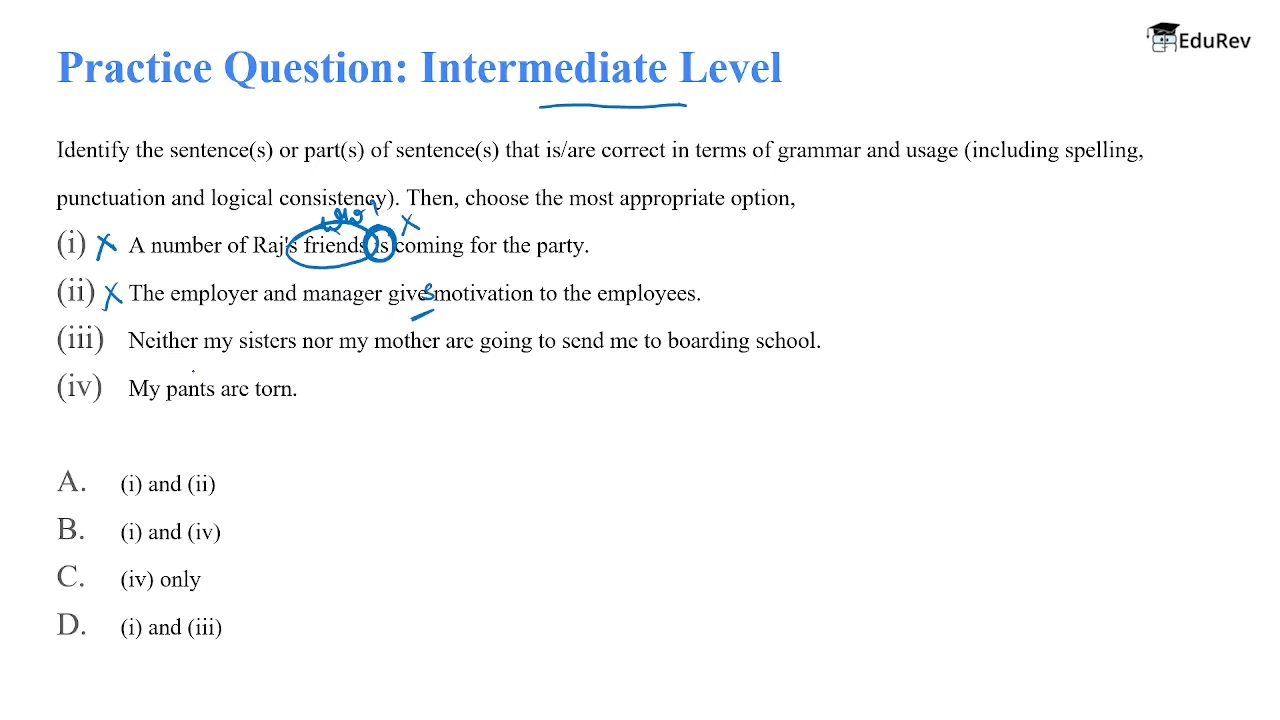 EduRev
Practice Question: Intermediate Level
Identify the sentence(s) or part(s) of sentence(s) that is/are correct in terms of grammar and usage (including spelling,
punctuation and logical consistency). Then, choose the most appropriate option,
(i) A number of Raj's friends is coming for the party.
(ii) The employer and manager gives motivation to the employees.
(iii) Neither my sisters nor my mother are going to send me to boarding school.
(iv) My pants are torn.
A. (i) and (ii)
B. (i) and (iv)
C. (iv) only
D. (i) and (iii)